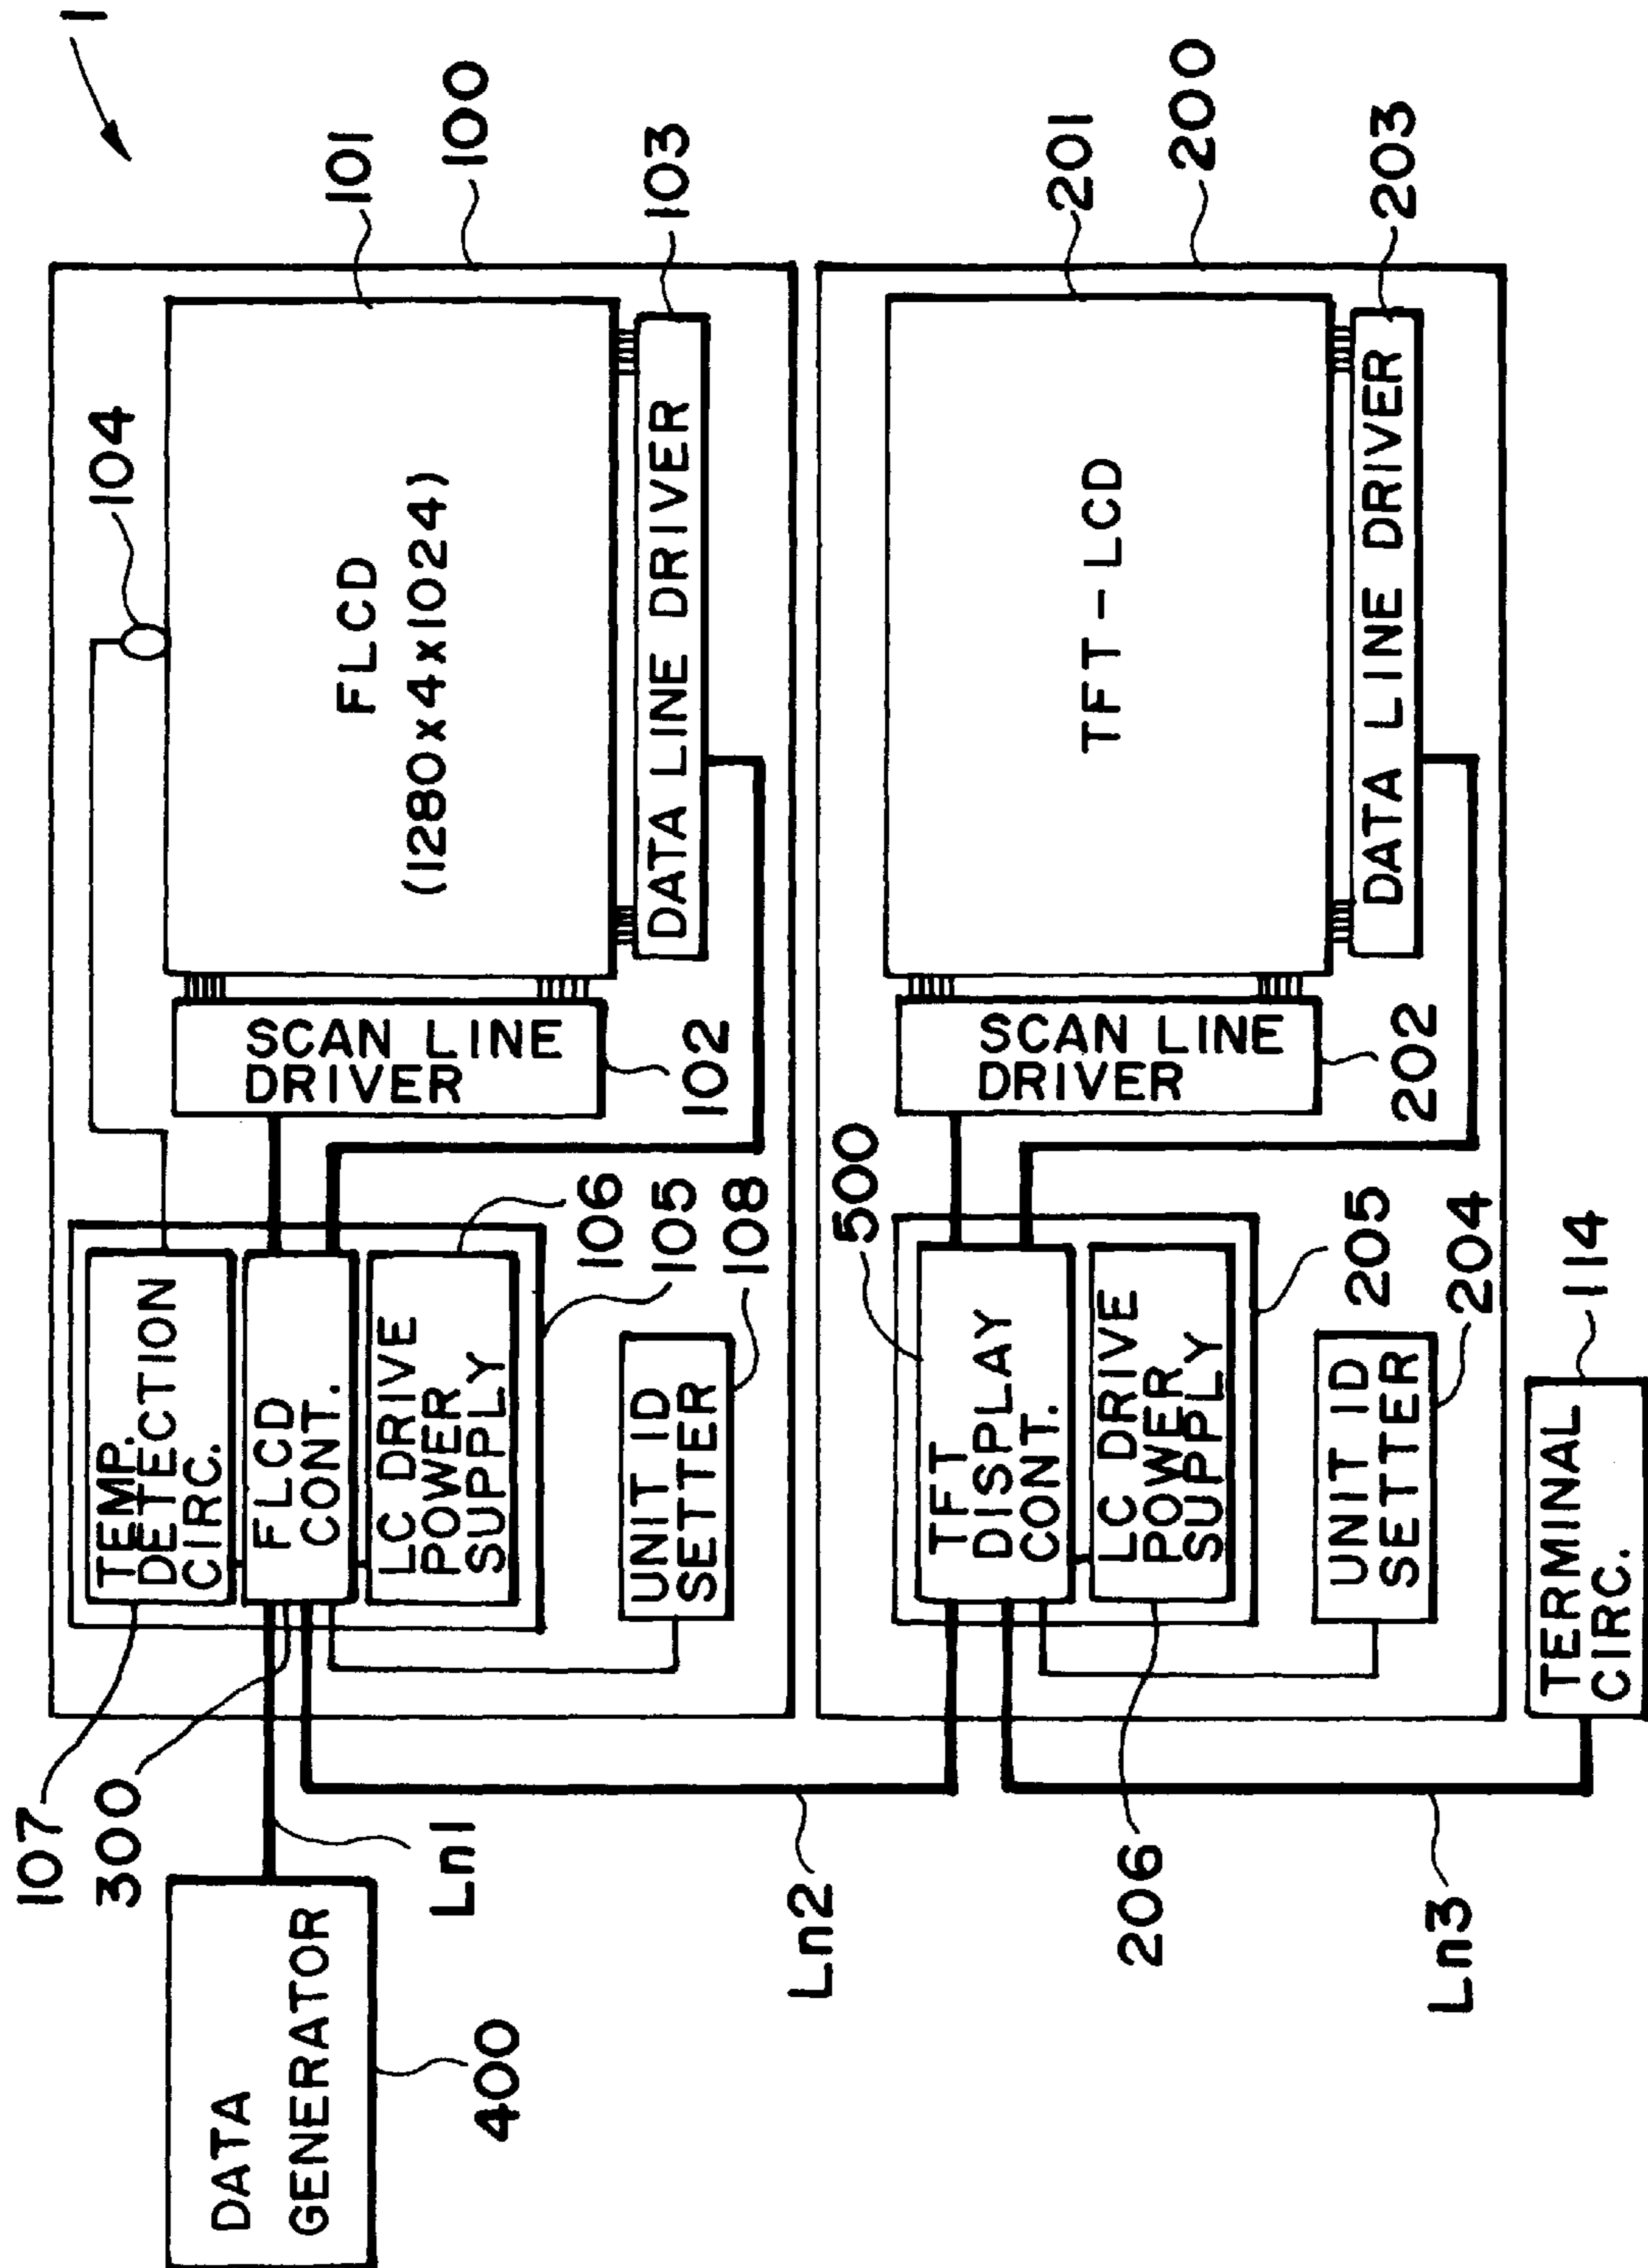 1
DATA
GENERATOR
400
107
300
Ln1
Ln2
TEMP.
DETECTION
CIRC.
FLCD
CONT.
LC DRIVE
POWER
SUPPLY
106
105
UNIT ID
SETTER
108
SCAN LINE
DRIVER
102
104
FLCD
(1280x4x1024)
101
100
DATA LINE DRIVER
103
500
TFT
DISPLAY
CONT.
LC DRIVE
POWER
SUPPLY
205
206
UNIT ID
SETTER
204
SCAN LINE
DRIVER
202
TFT-LCD
201
200
DATA LINE DRIVER
203
Ln3
TERMINAL
CIRC.
114